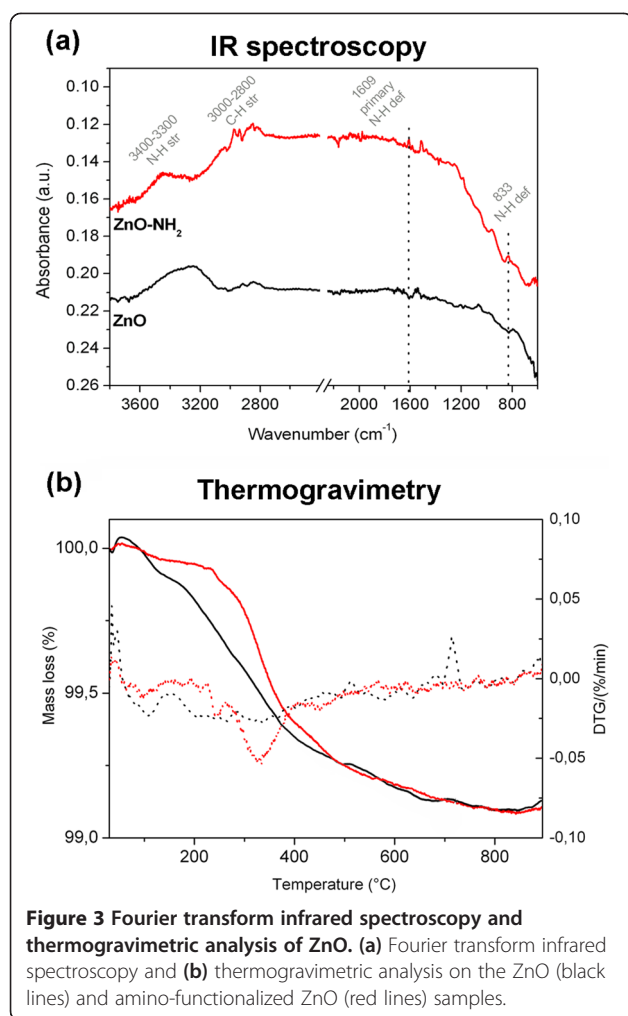 (a) IR spectroscopy
0.10
0.12
0.14
0.16
0.18
0.20
0.22
0.24
0.26
Absorbance (a.u.)
3400-3300
N-H str
3000-2800
C-H str
1609
primary
N-H def
833
N-H def
ZnO-NH₂
ZnO
3800 3200 2800 2000 1600 1200 800
Wavenumber (cm⁻¹)
(b) Thermogravimetry
100,0
99,5
99,0
Mass loss (%)
0,10
0,05
0,00
-0,05
-0,10
DTG/(%/min)
200 400 600 800
Temperature (°C)
Figure 3 Fourier transform infrared spectroscopy and
thermogravimetric analysis of ZnO. (a) Fourier transform infrared
spectroscopy and (b) thermogravimetric analysis on the ZnO (black
lines) and amino-functionalized ZnO (red lines) samples.